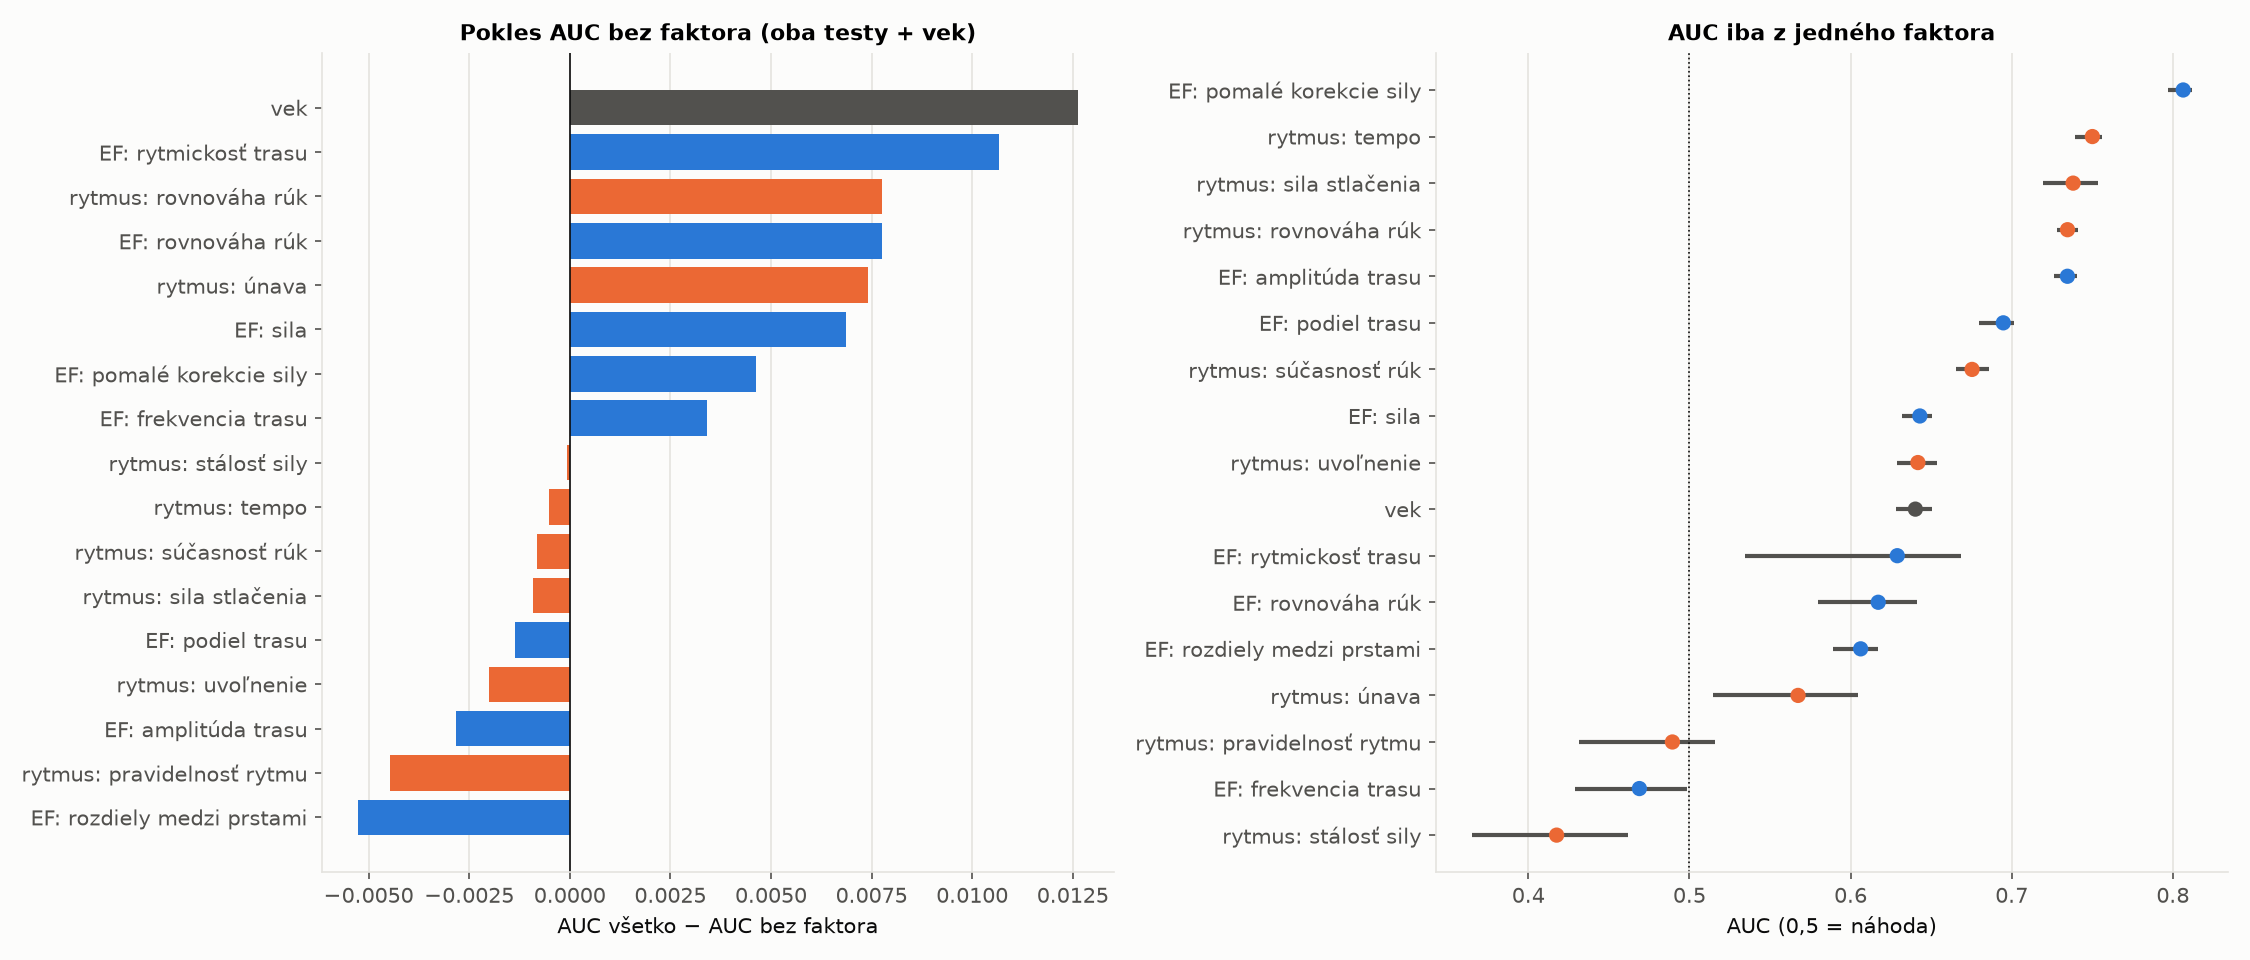 Pokles AUC bez faktora (oba testy + vek)
vek
EF: rytmickosť trasu
rytmus: rovnováha rúk
EF: rovnováha rúk
rytmus: únava
EF: sila
EF: pomalé korekcie sily
EF: frekvencia trasu
rytmus: stálosť sily
rytmus: tempo
rytmus: súčasnosť rúk
rytmus: sila stlačenia
EF: podiel trasu
rytmus: uvoľnenie
EF: amplitúda trasu
rytmus: pravidelnosť rytmu
EF: rozdiely medzi prstami
−0.0050 −0.0025 0.0000 0.0025 0.0050 0.0075 0.0100 0.0125
AUC všetko − AUC bez faktora
AUC iba z jedného faktora
EF: pomalé korekcie sily
rytmus: tempo
rytmus: sila stlačenia
rytmus: rovnováha rúk
EF: amplitúda trasu
EF: podiel trasu
rytmus: súčasnosť rúk
EF: sila
rytmus: uvoľnenie
vek
EF: rytmickosť trasu
EF: rovnováha rúk
EF: rozdiely medzi prstami
rytmus: únava
rytmus: pravidelnosť rytmu
EF: frekvencia trasu
rytmus: stálosť sily
0.4 0.5 0.6 0.7 0.8
AUC (0,5 = náhoda)